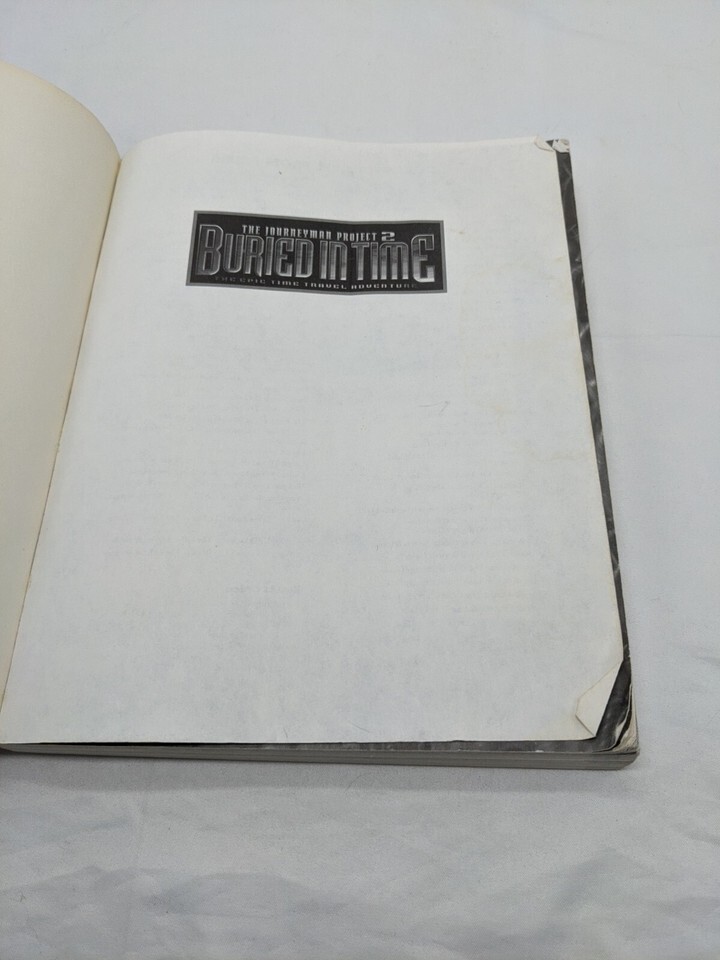 THE JOURNEYMAN PROJECT 2
BURIED IN TIME
THE EPIC TIME TRAVEL ADVENTURE